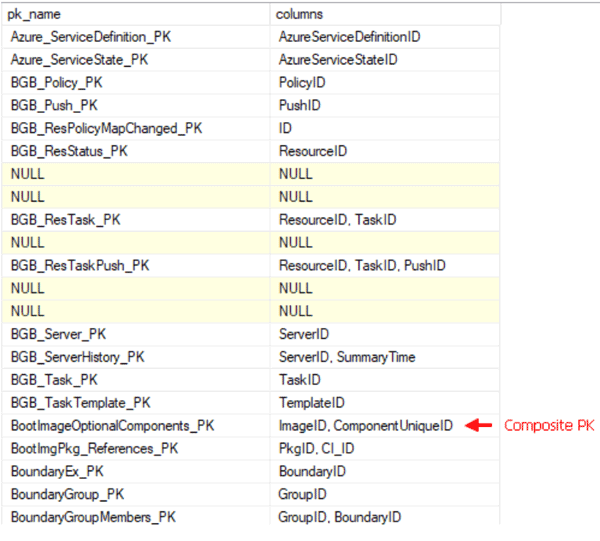 pk_name columns
Azure_ServiceDefinition_PK AzureServiceDefinitionID
Azure_ServiceState_PK AzureServiceStateID
BGB_Policy_PK PolicyID
BGB_Push_PK PushID
BGB_ResPolicyMapChanged_PK ID
BGB_ResStatus_PK ResourceID
NULL NULL
NULL NULL
BGB_ResTask_PK ResourceID, TaskID
NULL NULL
BGB_ResTaskPush_PK ResourceID, TaskID, PushID
NULL NULL
NULL NULL
BGB_Server_PK ServerID
BGB_ServerHistory_PK ServerID, SummaryTime
BGB_Task_PK TaskID
BGB_TaskTemplate_PK TemplateID
BootImageOptionalComponents_PK ImageID, ComponentUniqueID Composite PK
BootImgPkg_References_PK PkgID, CI_ID
BoundaryEx_PK BoundaryID
BoundaryGroup_PK GroupID
BoundaryGroupMembers_PK GroupID, BoundaryID